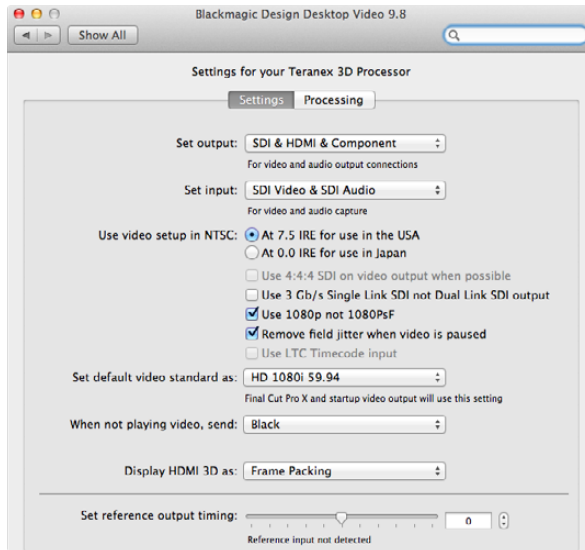 Blackmagic Design Desktop Video 9.8
Show All
Settings for your Teranex 3D Processor
Settings Processing
Set output: SDI & HDMI & Component
For video and audio output connections
Set input: SDI Video & SDI Audio
For video and audio capture
Use video setup in NTSC: At 7.5 IRE for use in the USA
At 0.0 IRE for use in Japan
Use 4:4:4 SDI on video output when possible
Use 3 Gb/s Single Link SDI not Dual Link SDI output
Use 1080p not 1080PsF
Remove field jitter when video is paused
Use LTC Timecode input
Set default video standard as: HD 1080i 59.94
Final Cut Pro X and startup video output will use this setting
When not playing video, send: Black
Display HDMI 3D as: Frame Packing
Set reference output timing: 0
Reference input not detected